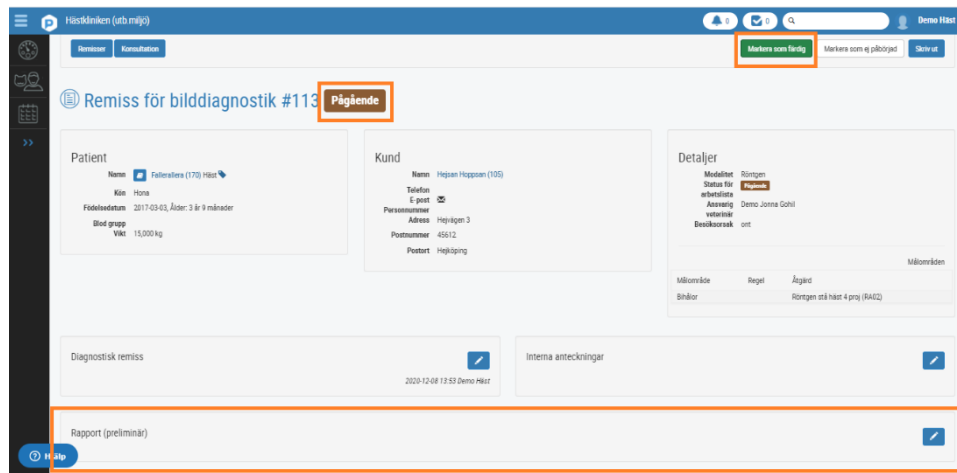 Hästkliniken (utb.miljö)
0
0
Demo Häst
Remisser
Konsultation
Markera som färdig
Markera som ej påbörjad
Skriv ut
Remiss för bilddiagnostik #113 Pågående
Patient
Namn Fallerallera (170) Häst
Kön Hona
Födelsedatum 2017-03-03, Ålder: 3 år 9 månader
Blod grupp
Vikt 15,000 kg
Kund
Namn Hejsan Hoppsan (105)
Telefon
E-post
Personnummer
Adress Hejvägen 3
Postnummer 45612
Postort Hejköping
Detaljer
Modalitet Röntgen
Status för arbetslista Pågående
Ansvarig veterinär Demo Jonna Gohil
Besöksorsak ont
Målområden
Målområde Regel Åtgärd
Bihålor Röntgen stå häst 4 proj (RA02)
Diagnostisk remiss
2020-12-08 13:53 Demo Häst
Interna anteckningar
Rapport (preliminär)
Hjälp